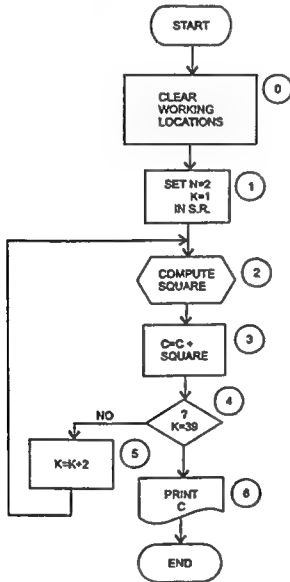 START
0
CLEAR
WORKING
LOCATIONS
1
SET N=2
K=1
IN S.R.
COMPUTE
SQUARE
2
C=C +
SQUARE
3
4
?
K=39
NO
5
K=K+2
PRINT
C
6
END